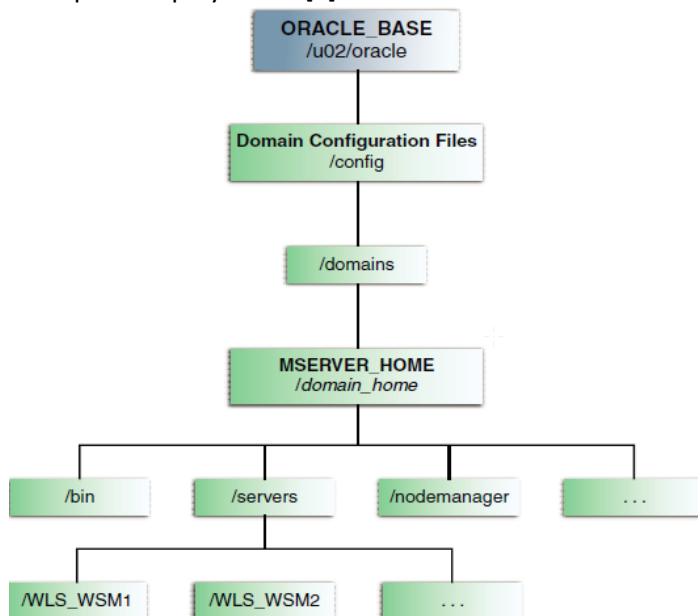 ORACLE_BASE
/u02/oracle
Domain Configuration Files
/config
/domains
MSERVER_HOME
/domain_home
/bin
/servers
/nodemanager
. . .
/WLS_WSM1
/WLS_WSM2
. . .